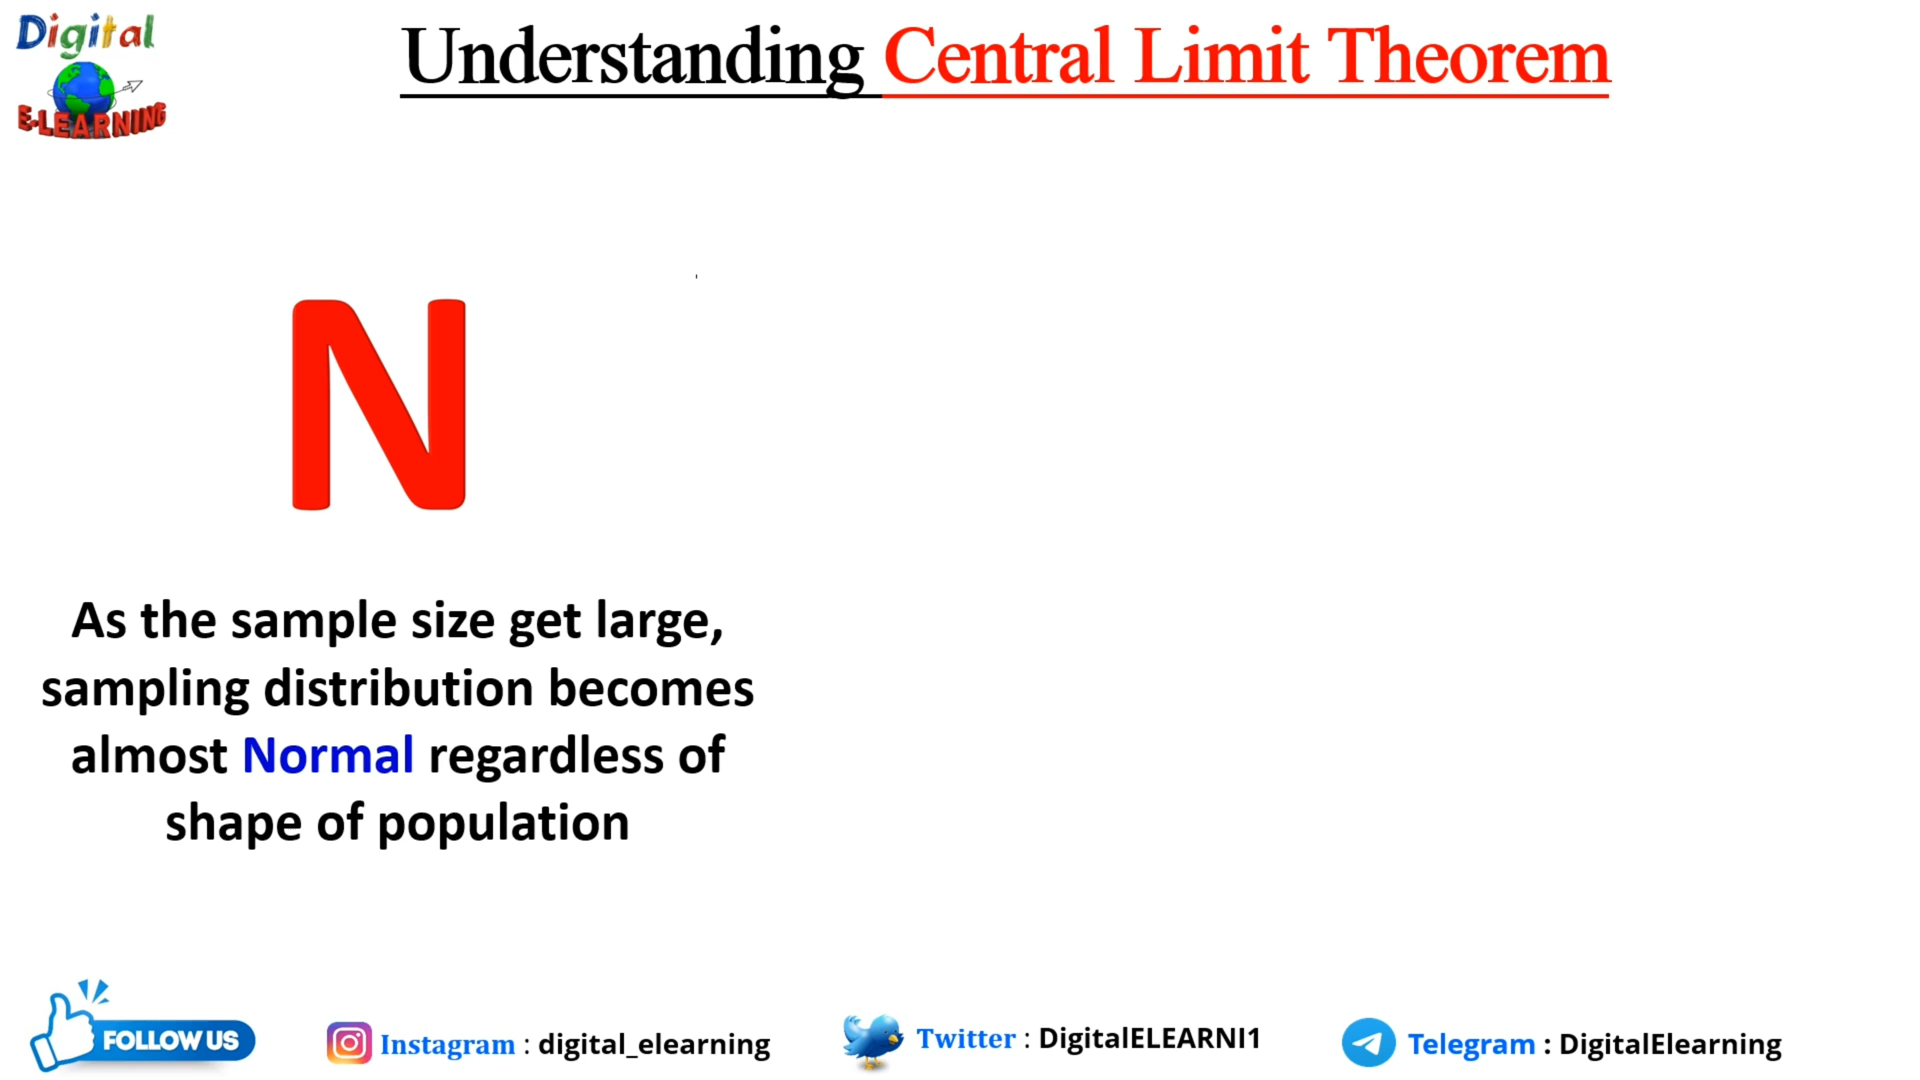 Digital
E-LEARNING
Understanding Central Limit Theorem
N
As the sample size get large,
sampling distribution becomes
almost Normal regardless of
shape of population
FOLLOW US
Instagram : digital_elearning
Twitter : DigitalELEARNI1
Telegram : DigitalElearning